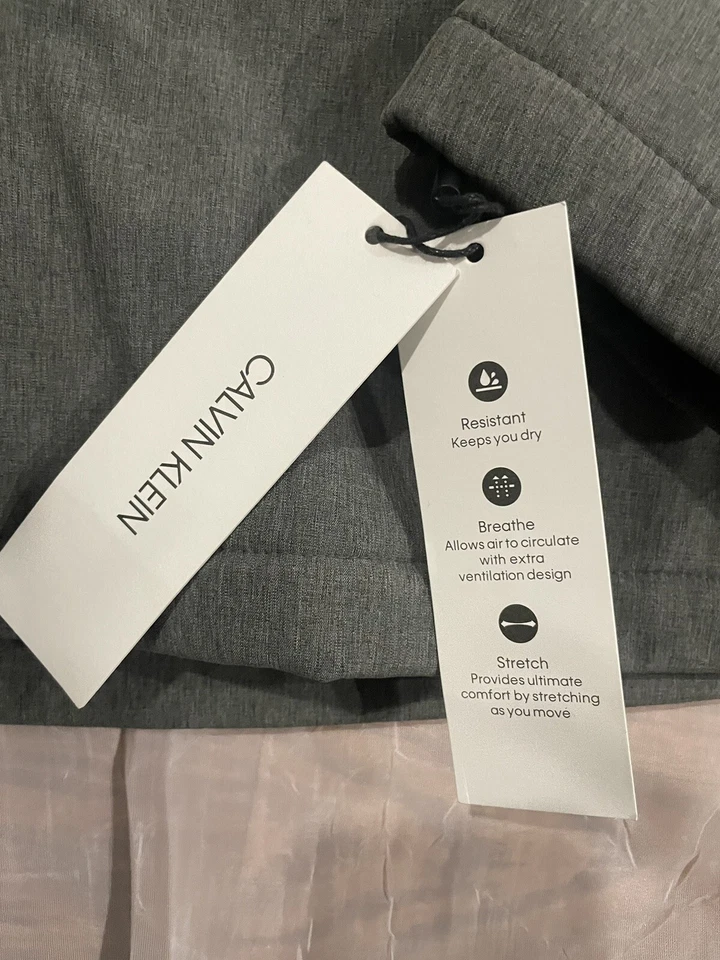 CALVIN KLEIN
Resistant
Keeps you dry
Breathe
Allows air to circulate
with extra
ventilation design
Stretch
Provides ultimate
comfort by stretching
as you move